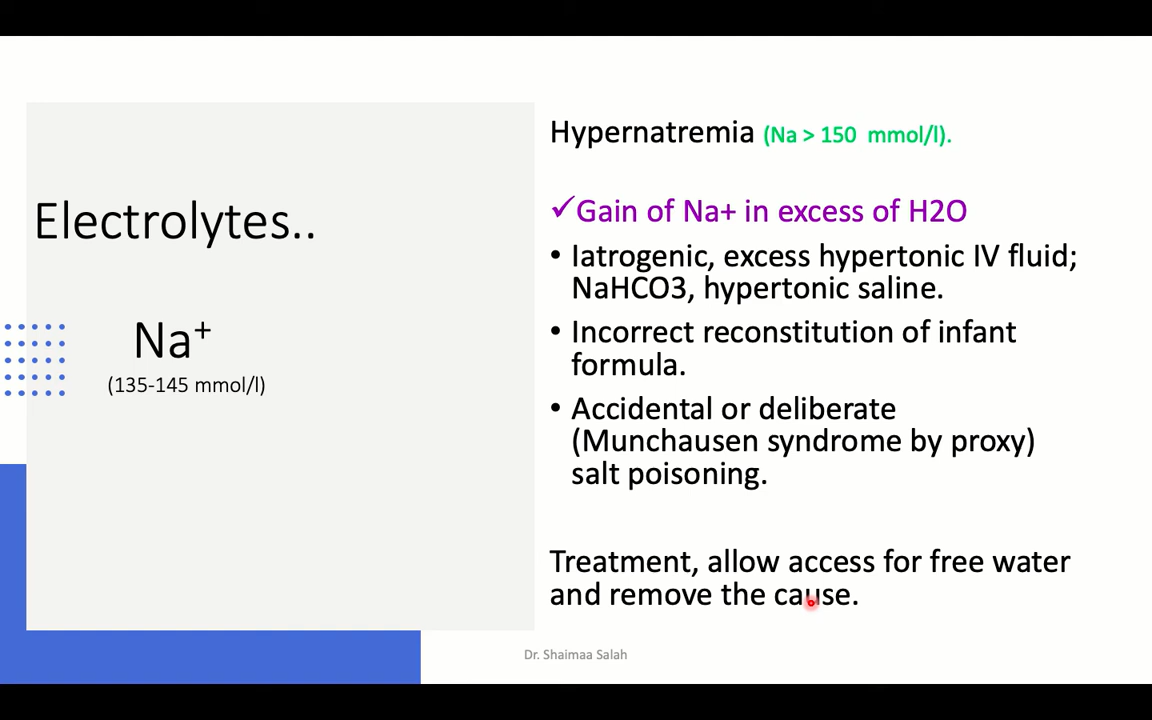 Electrolytes..
Na⁺
(135-145 mmol/l)
Hypernatremia (Na > 150 mmol/l).
✓Gain of Na+ in excess of H2O
• Iatrogenic, excess hypertonic IV fluid;
NaHCO3, hypertonic saline.
• Incorrect reconstitution of infant
formula.
• Accidental or deliberate
(Munchausen syndrome by proxy)
salt poisoning.
Treatment, allow access for free water
and remove the cause.
Dr. Shaimaa Salah